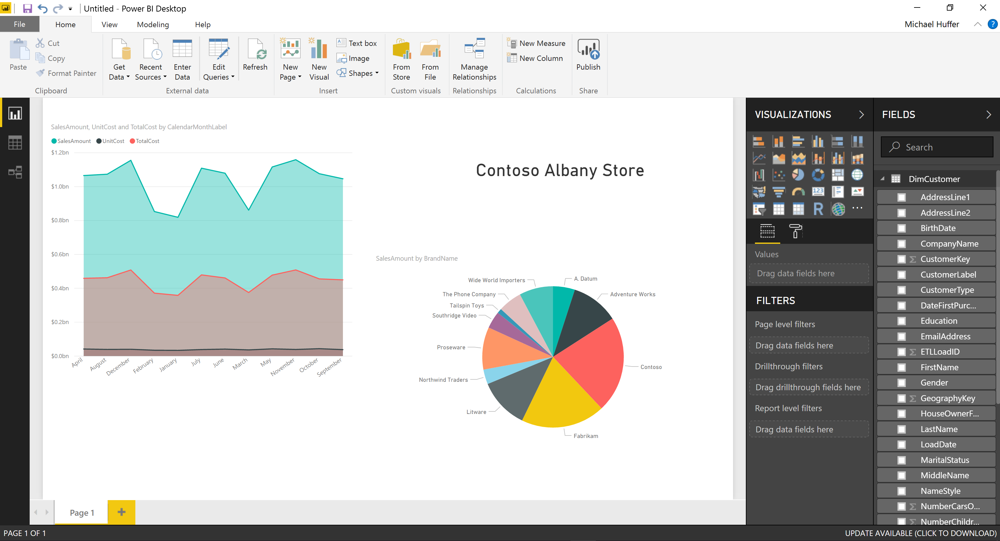 Untitled - Power BI Desktop
File
Home
View
Modeling
Help
Michael Huffer
?
Paste
Cut
Copy
Format Painter
Clipboard
Get
Data
Recent
Sources
Enter
Data
Edit
Queries
Refresh
External data
New
Page
New
Visual
Text box
Image
Shapes
Insert
From
Store
From
File
Custom visuals
Manage
Relationships
Relationships
New Measure
New Column
Calculations
Publish
Share
SalesAmount, UnitCost and TotalCost by CalendarMonthLabel
SalesAmount UnitCost TotalCost
$1.2bn
$1.0bn
$0.8bn
$0.6bn
$0.4bn
$0.2bn
$0.0bn
April
August
December
February
January
July
June
March
May
November
October
September
Contoso Albany Store
SalesAmount by BrandName
Wide World Importers
A. Datum
The Phone Company
Adventure Works
Tailspin Toys
Southridge Video
Proseware
Contoso
Northwind Traders
Litware
Fabrikam
VISUALIZATIONS
123
R
Values
Drag data fields here
FILTERS
Page level filters
Drag data fields here
Drillthrough filters
Drag drillthrough fields here
Report level filters
Drag data fields here
FIELDS
Search
DimCustomer
AddressLine1
AddressLine2
BirthDate
CompanyName
Σ CustomerKey
CustomerLabel
CustomerType
DateFirstPurc...
Education
EmailAddress
Σ ETLLoadID
FirstName
Gender
Σ GeographyKey
HouseOwnerF...
LastName
LoadDate
MaritalStatus
MiddleName
NameStyle
Σ NumberCarsO...
Σ NumberChildr...
Page 1
PAGE 1 OF 1
UPDATE AVAILABLE (CLICK TO DOWNLOAD)